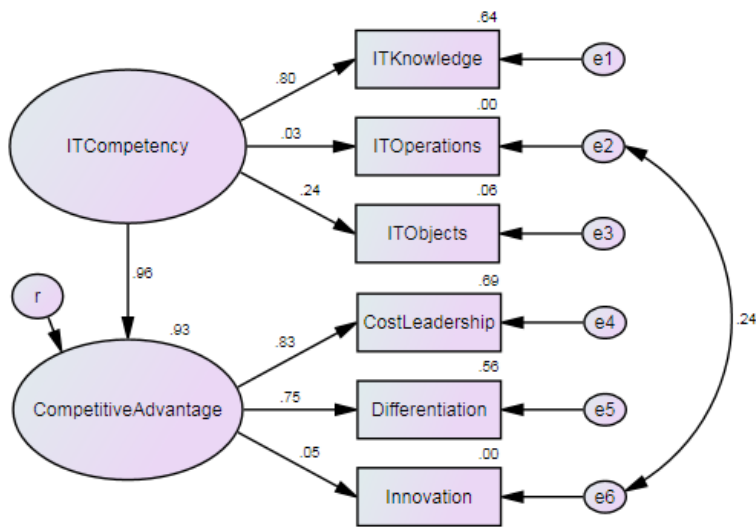 .64
ITKnowledge
e1
.80
.00
ITCompetency
.03
ITOperations
e2
.24
.06
ITObjects
e3
.96
.69
r
.24
.93
CostLeadership
e4
.83
.56
CompetitiveAdvantage
.75
Differentiation
e5
.05
.00
Innovation
e6